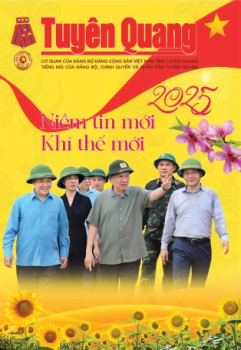 Tuyên Quang
CƠ QUAN CỦA ĐẢNG BỘ ĐẢNG CỘNG SẢN VIỆT NAM TỈNH TUYÊN QUANG
TIẾNG NÓI CỦA ĐẢNG BỘ, CHÍNH QUYỀN VÀ NHÂN DÂN TUYÊN QUANG
2025
Niềm tin mới
Khí thế mới